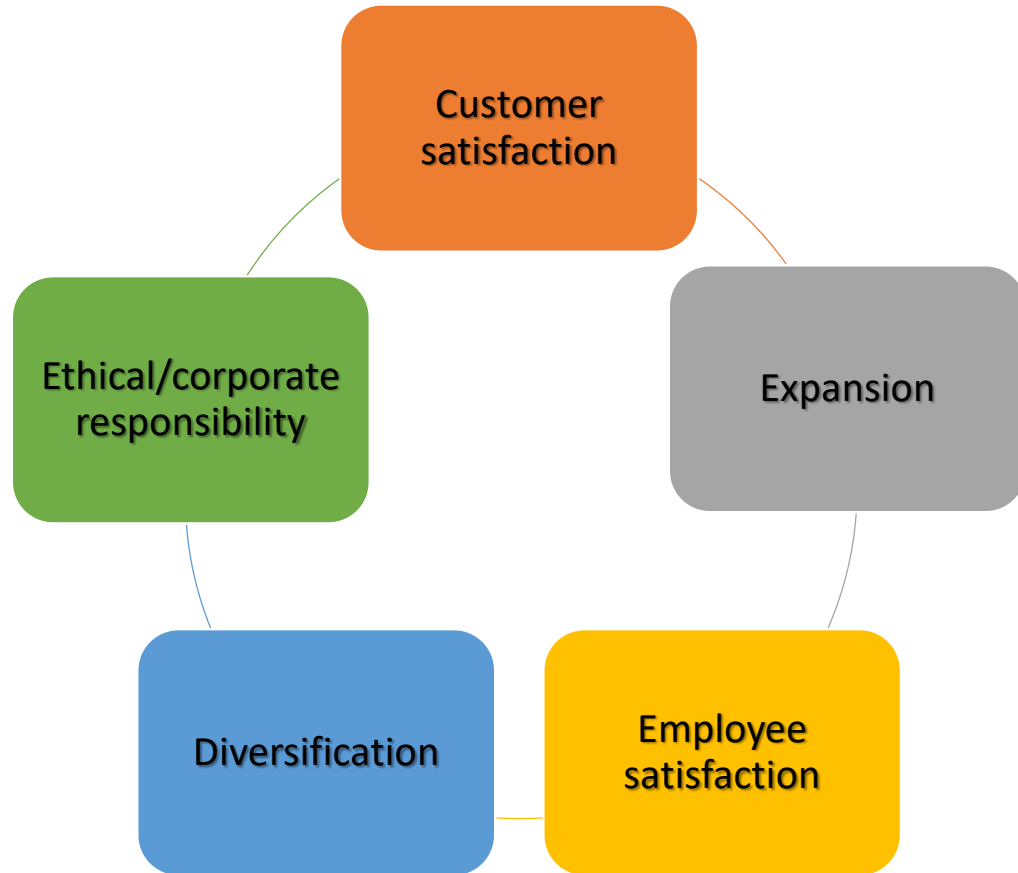 Customer
satisfaction
Expansion
Employee
satisfaction
Diversification
Ethical/corporate
responsibility